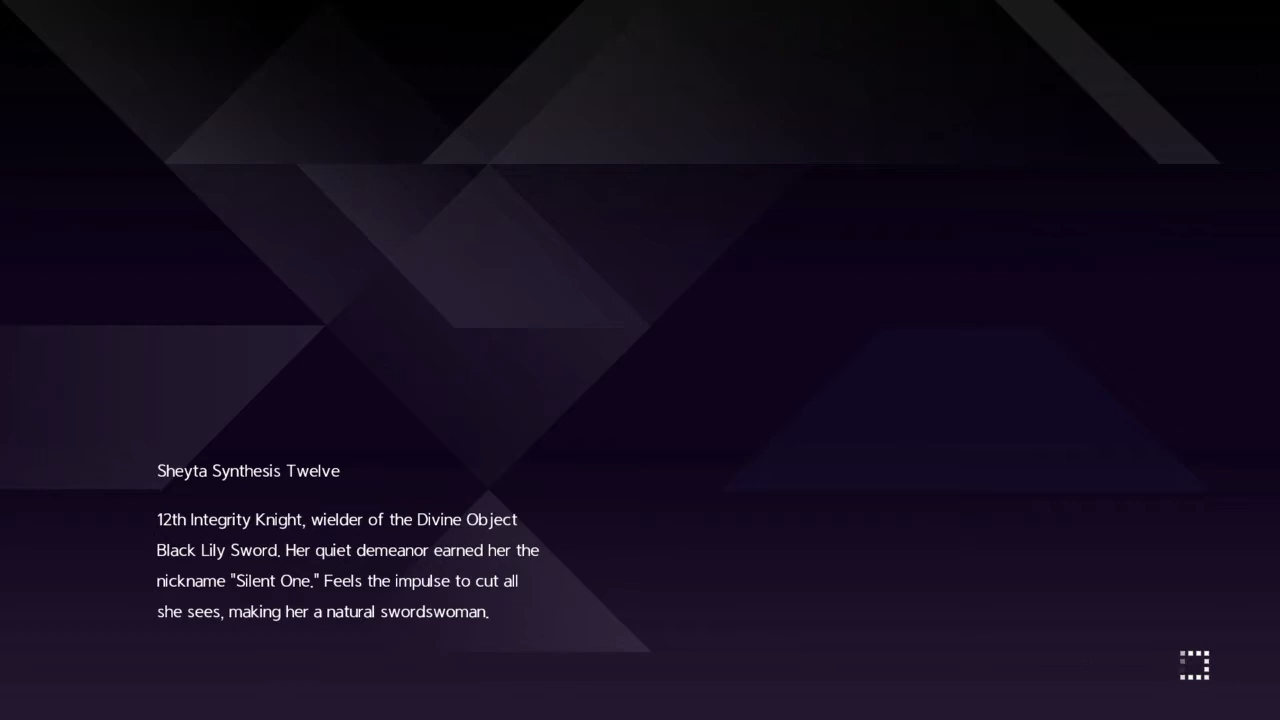 Sheyta Synthesis Twelve
12th Integrity Knight, wielder of the Divine Object
Black Lily Sword. Her quiet demeanor earned her the
nickname "Silent One." Feels the impulse to cut all
she sees, making her a natural swordswoman.